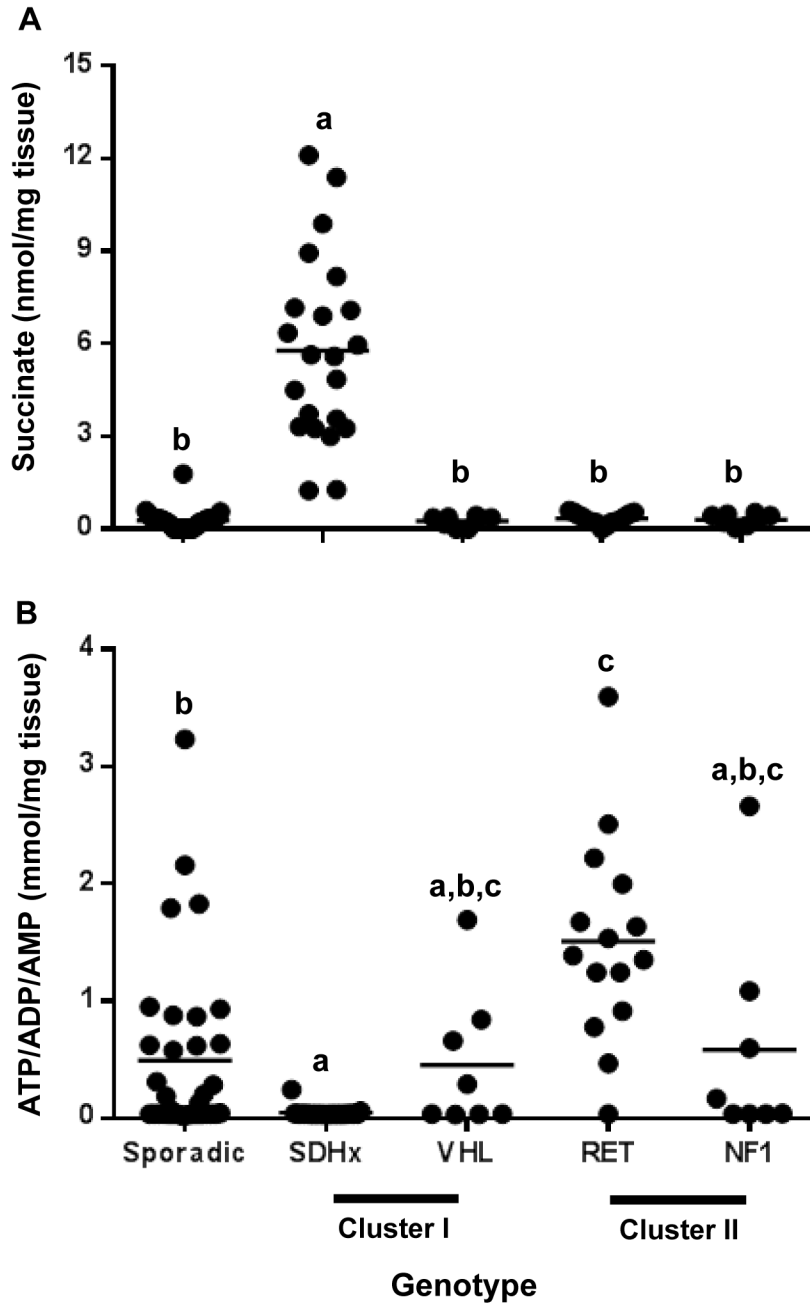 A
Succinate (nmol/mg tissue)
15
12
9
6
3
0
b
a
b
b
b
B
ATP/ADP/AMP (mmol/mg tissue)
4
3
2
1
0
b
a
a,b,c
c
a,b,c
Sporadic SDHx VHL RET NF1
Cluster I Cluster II
Genotype